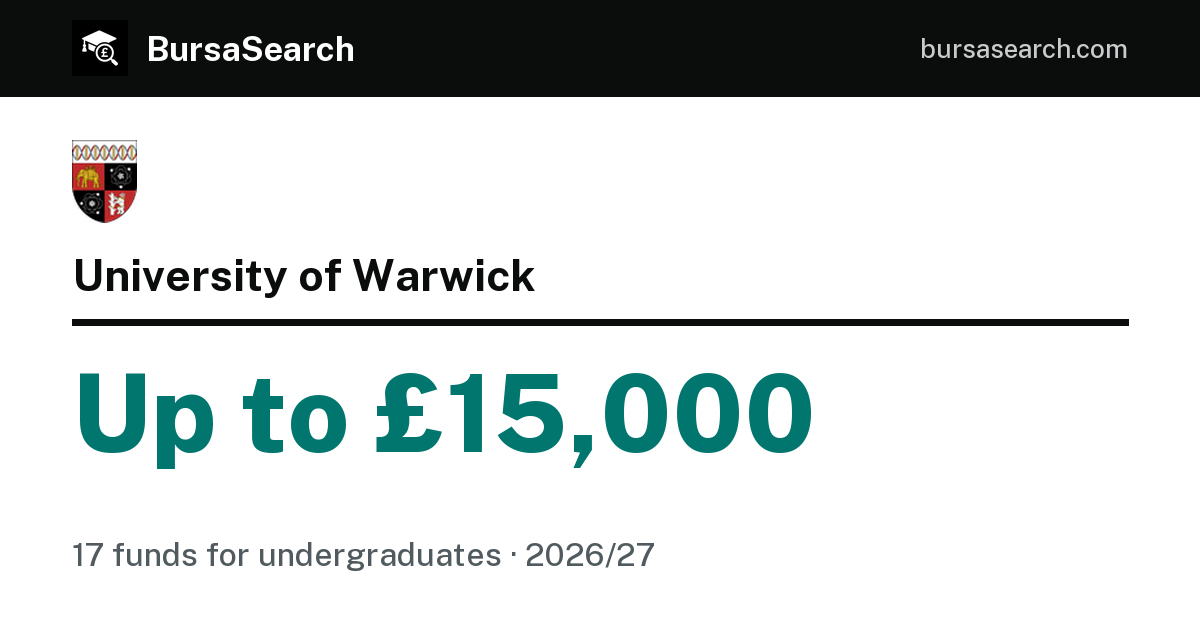 £
BursaSearch
bursasearch.com
University of Warwick
Up to £15,000
17 funds for undergraduates · 2026/27